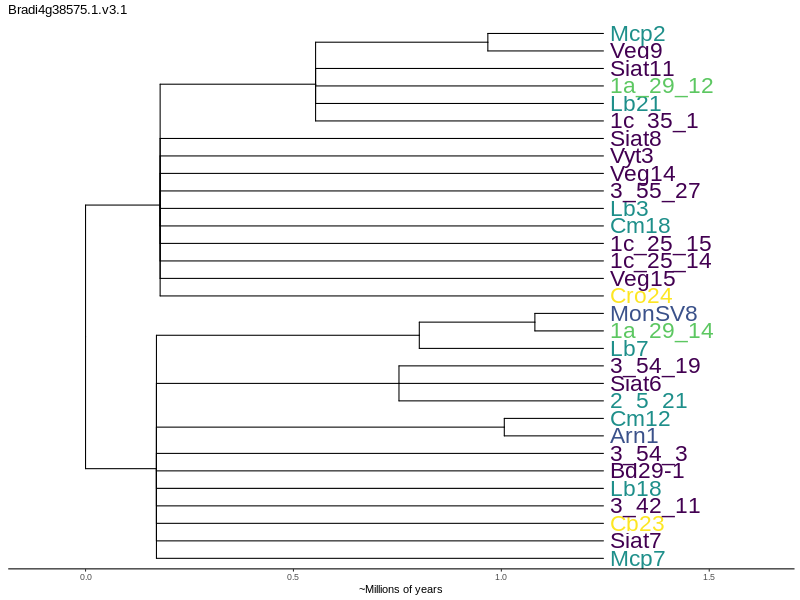 Bradi4g38575.1.v3.1
Mcp2
Veg9
Siat11
1a_29_12
Lb21
1c_35_1
Siat8
Vyt3
Veg14
3_55_27
Lb3
Cm18
1c_25_15
1c_25_14
Veg15
Cro24
MonSV8
1a_29_14
Lb7
3_54_19
Siat6
2_5_21
Cm12
Arn1
3_54_3
Bd29-1
Lb18
3_42_11
Cb23
Siat7
Mcp7
0.0 0.5 1.0 1.5
~Millions of years